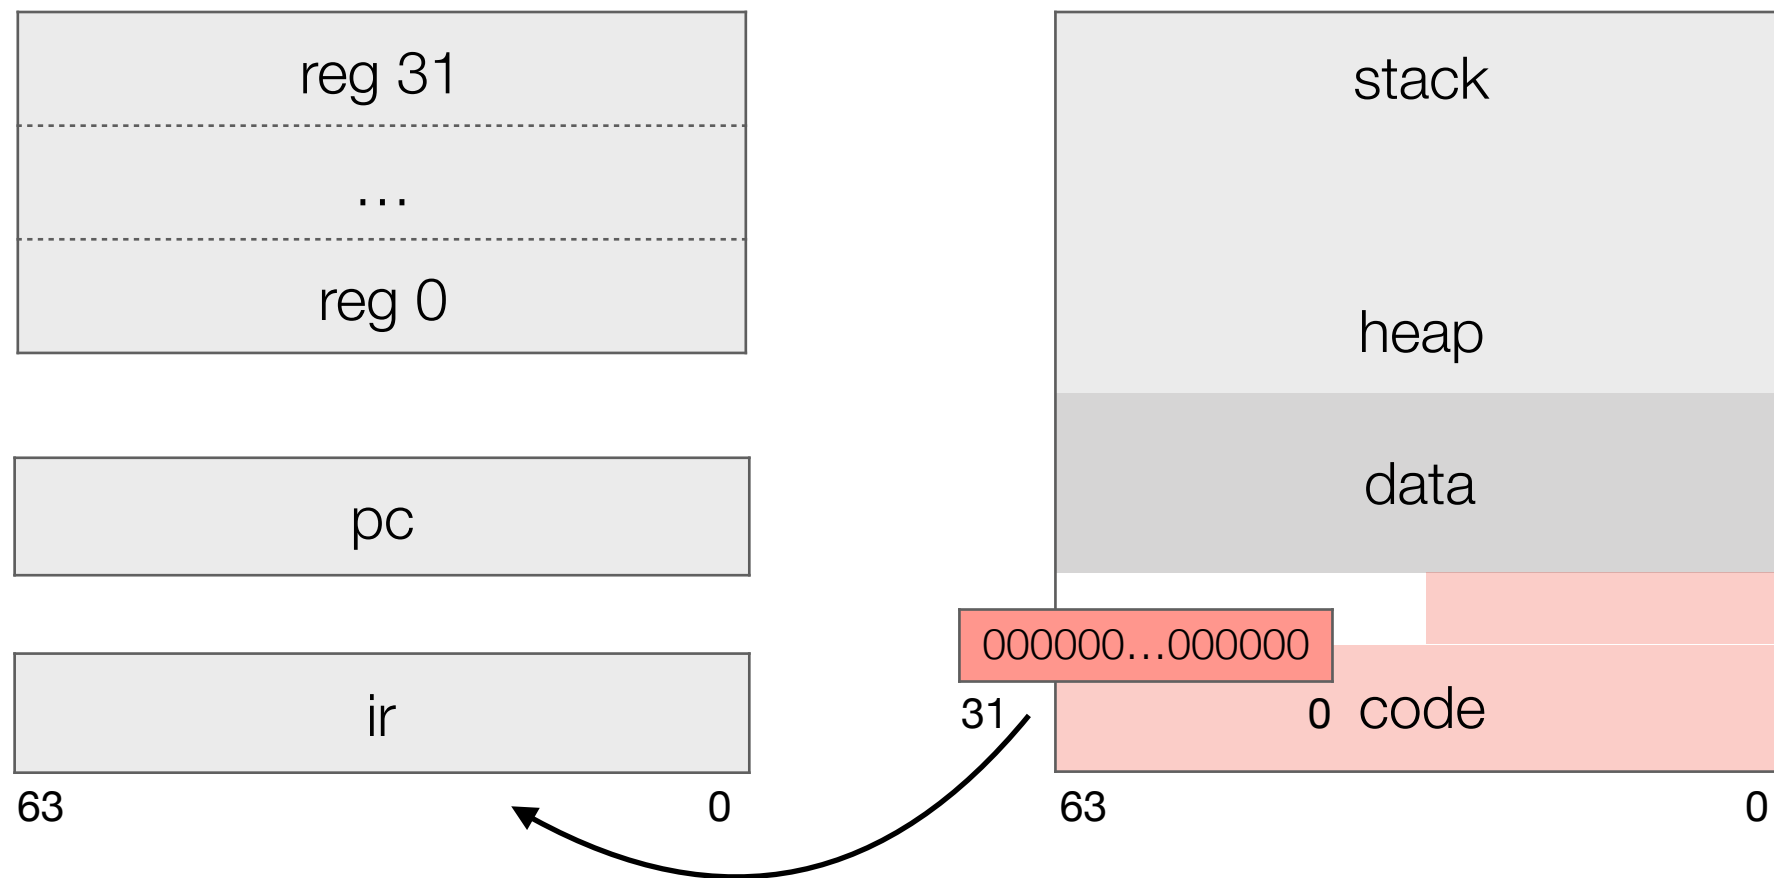 reg 31
…
reg 0
pc
ir
63 0
stack
heap
data
000000…000000
31 0
code
63 0